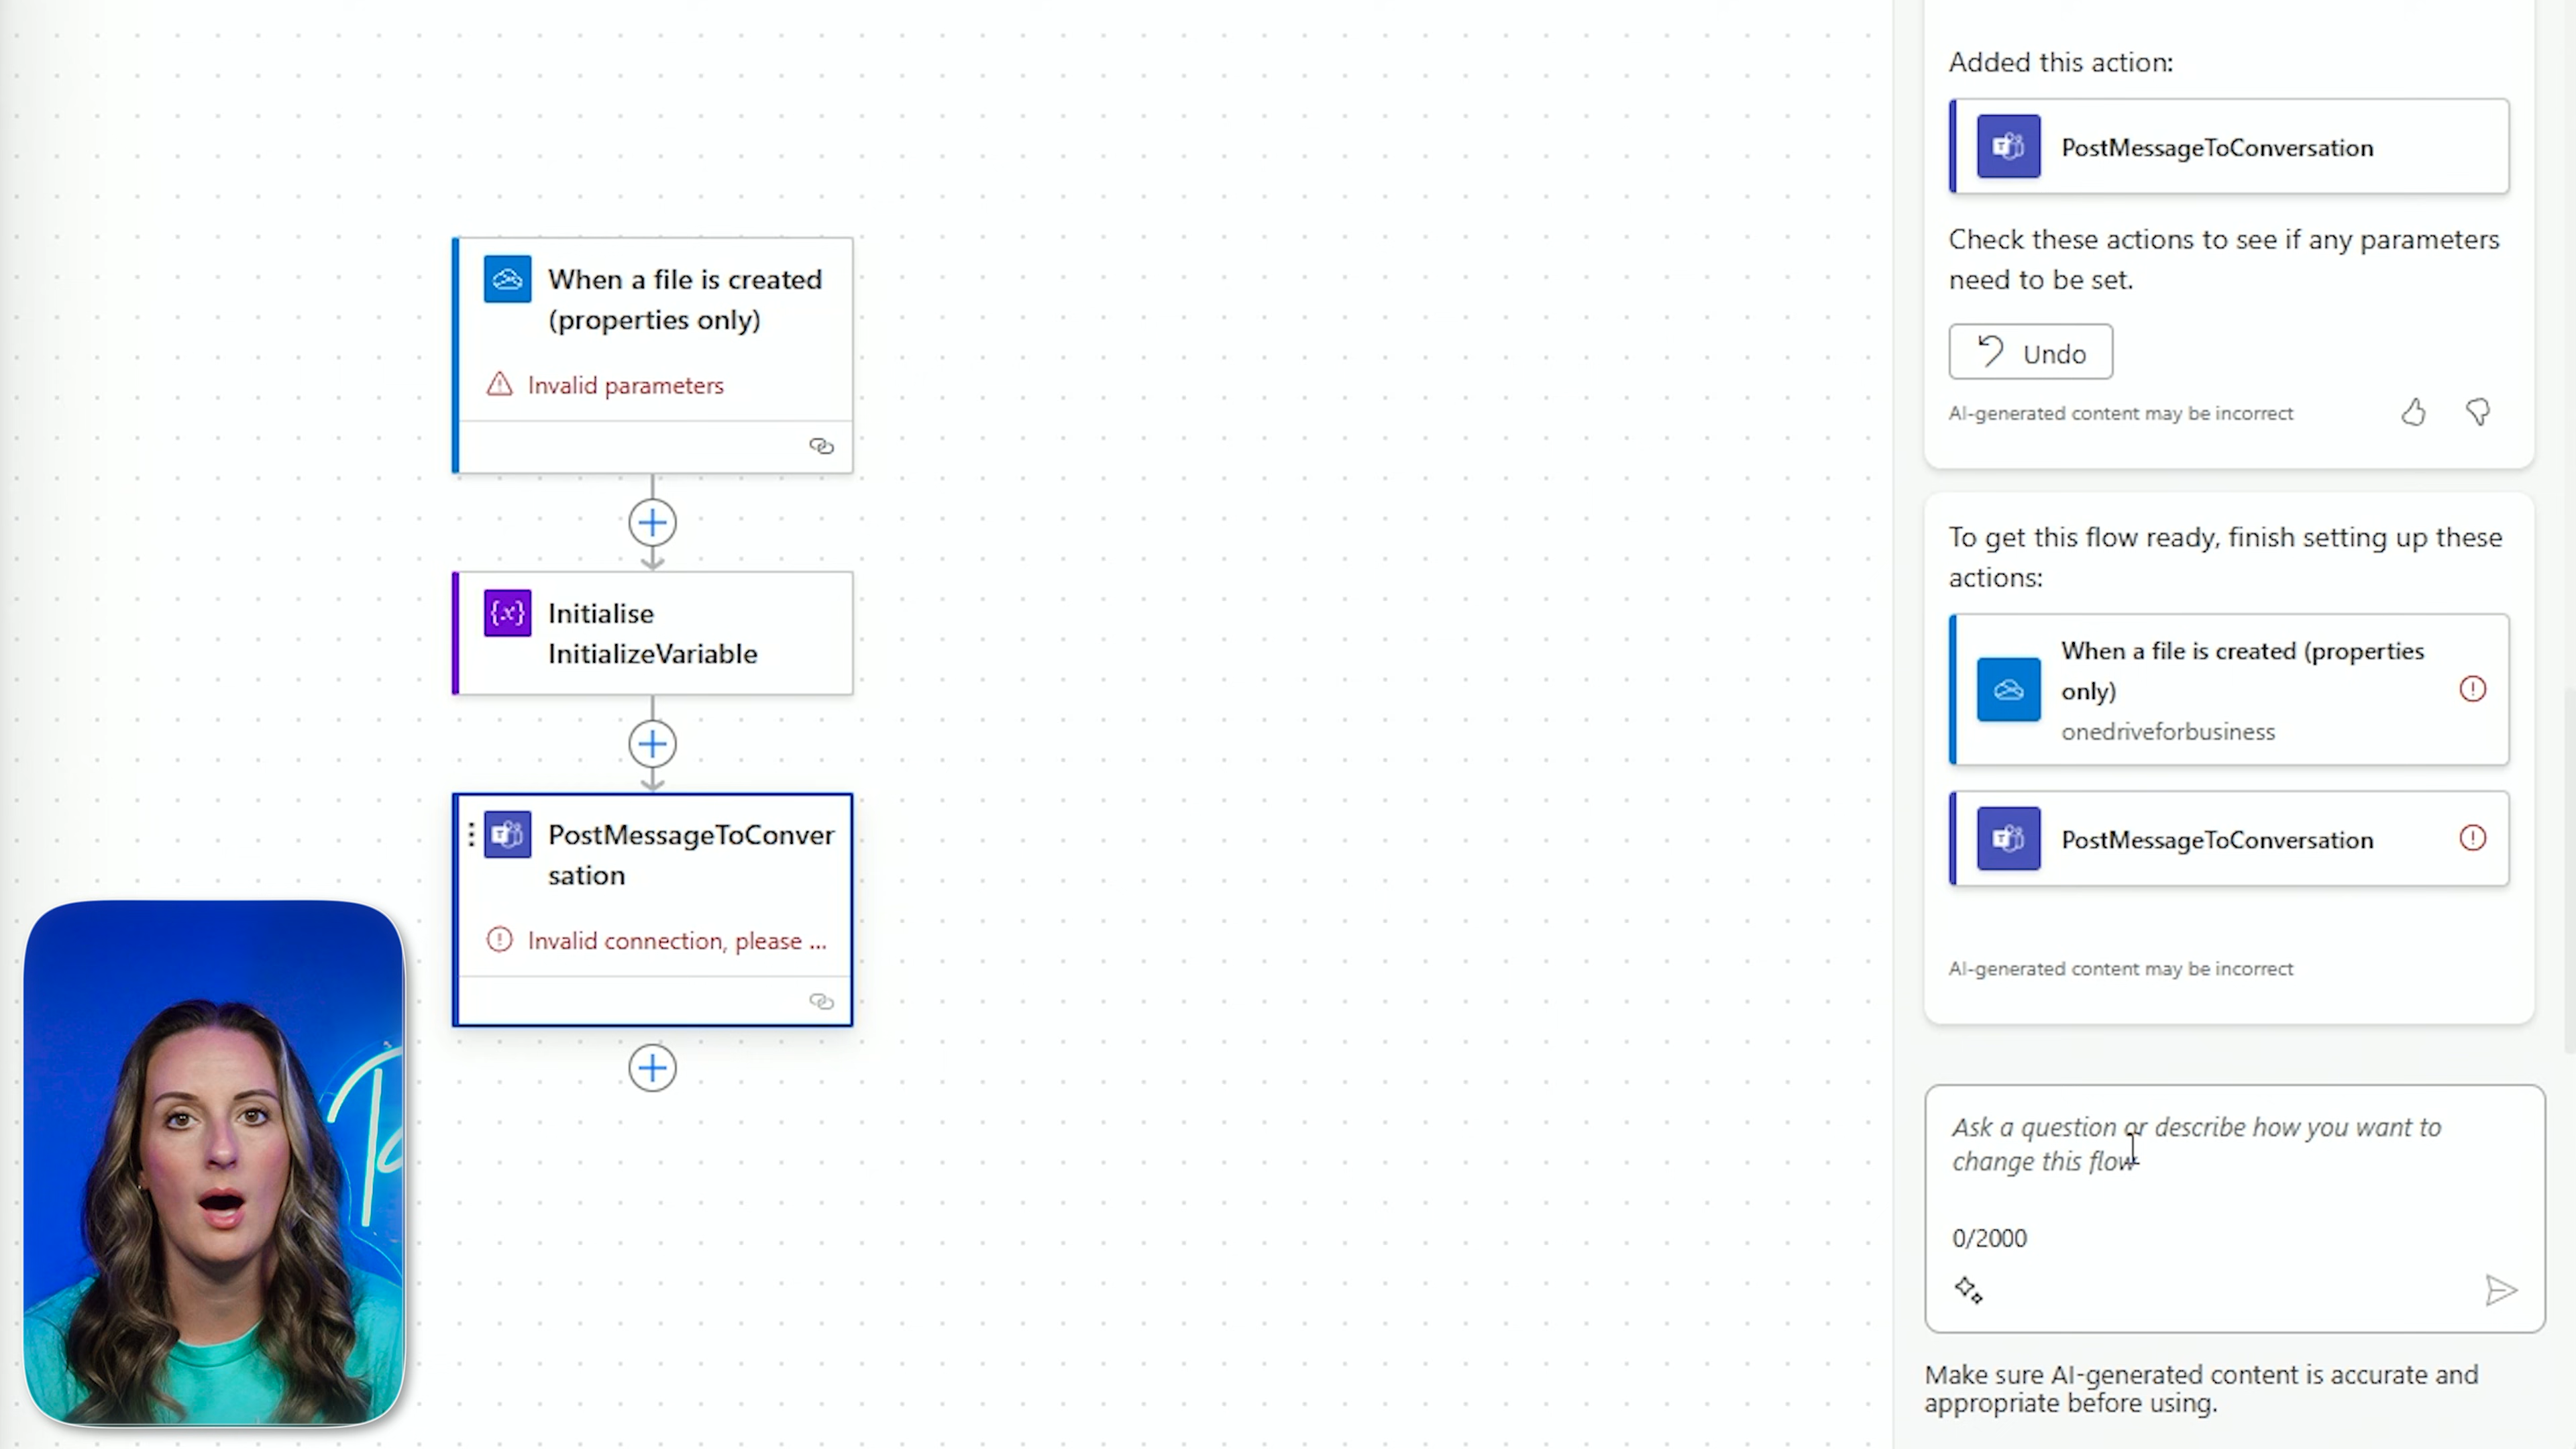 When a file is created
(properties only)
Invalid parameters
Initialise
InitializeVariable
PostMessageToConver
sation
Invalid connection, please ...
Added this action:
PostMessageToConversation
Check these actions to see if any parameters
need to be set.
Undo
AI-generated content may be incorrect
To get this flow ready, finish setting up these
actions:
When a file is created (properties
only)
onedriveforbusiness
PostMessageToConversation
AI-generated content may be incorrect
Ask a question or describe how you want to
change this flow
0/2000
Make sure AI-generated content is accurate and
appropriate before using.